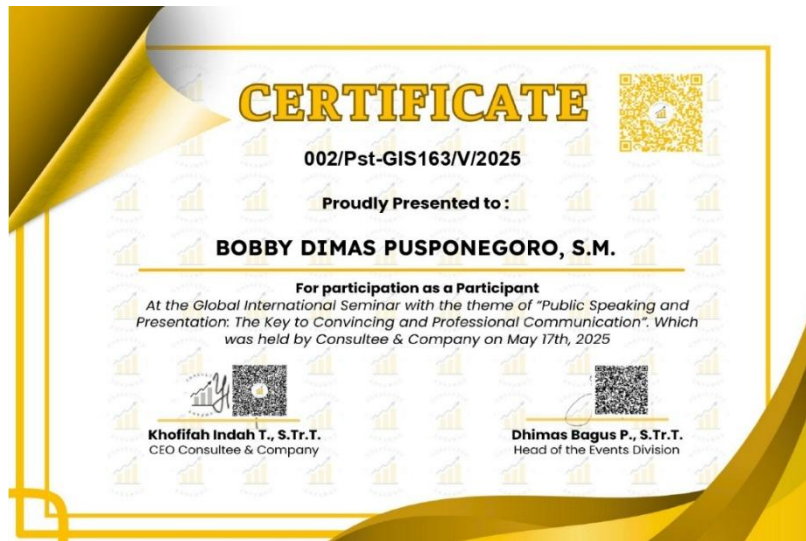 CERTIFICATE
002/Pst-GIS163/V/2025
Proudly Presented to :
BOBBY DIMAS PUSPONEGORO, S.M.
For participation as a Participant
At the Global International Seminar with the theme of “Public Speaking and
Presentation: The Key to Convincing and Professional Communication”. Which
was held by Consultee & Company on May 17th, 2025
Khofifah Indah T., S.Tr.T.
CEO Consultee & Company
Dhimas Bagus P., S.Tr.T.
Head of the Events Division